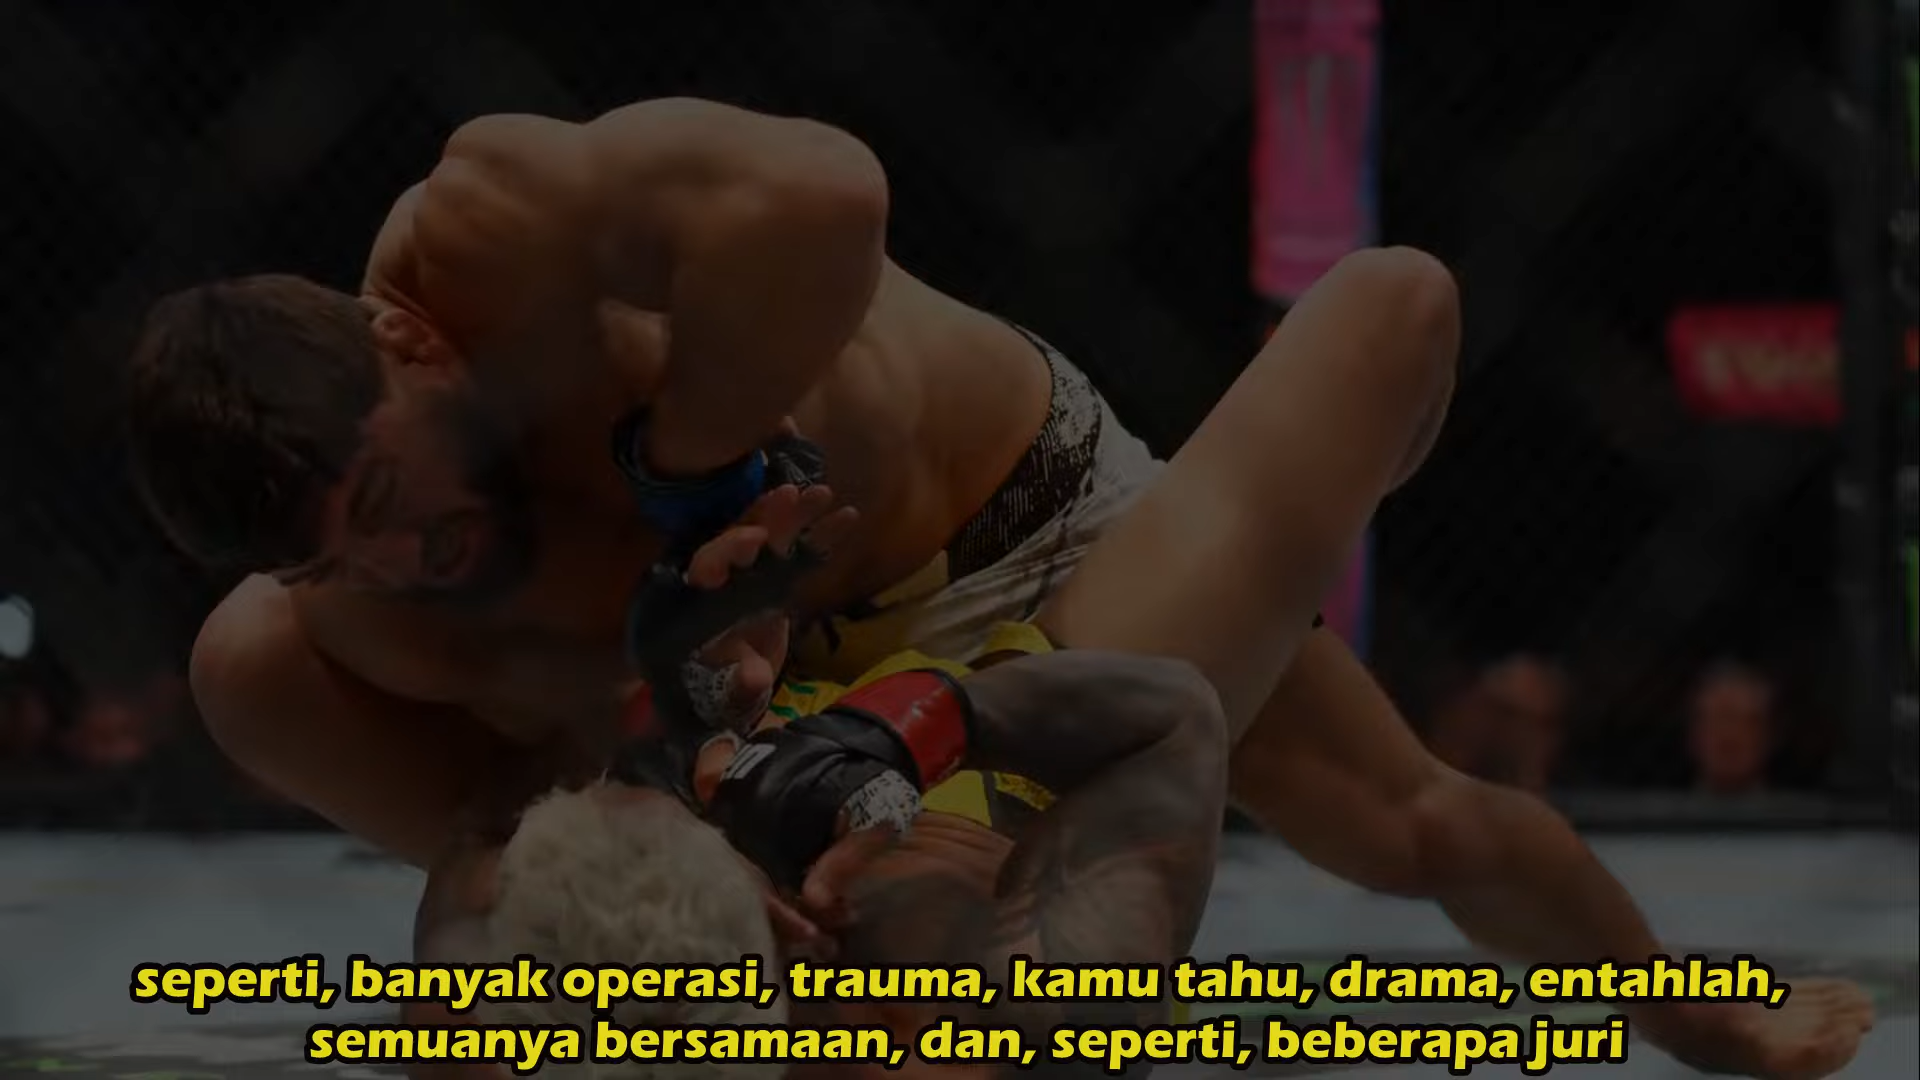 seperti, banyak operasi, trauma, kamu tahu, drama, entahlah,
semuanya bersamaan, dan, seperti, beberapa juri